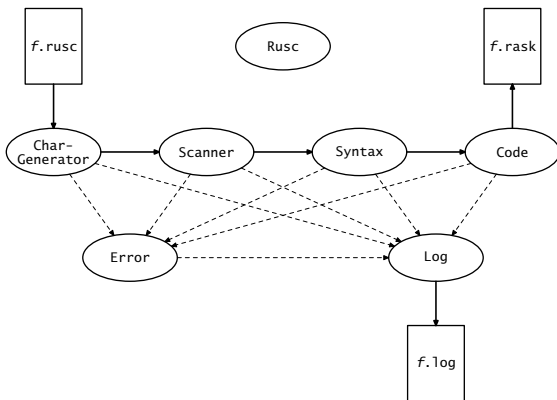 f.rusc
Rusc
f.rask
Char-
Generator
Scanner
Syntax
Code
Error
Log
f.log